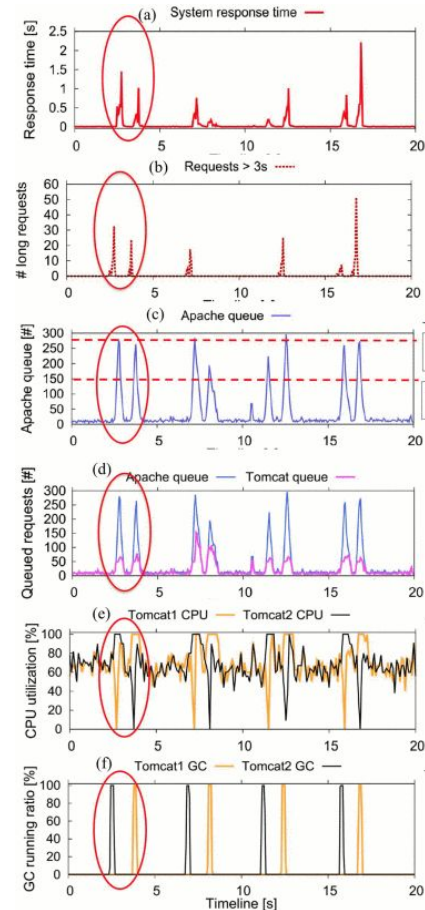 (a) System response time
Response time [s]
2.5
2
1.5
1
0.5
0
0 5 10 15 20
(b) Requests > 3s
# long requests
60
50
40
30
20
10
0
0 5 10 15 20
(c) Apache queue
Apache queue [#]
300
250
200
150
100
50
0
0 5 10 15 20
(d) Apache queue Tomcat queue
Queued requests [#]
300
250
200
150
100
50
0
0 5 10 15 20
(e) Tomcat1 CPU Tomcat2 CPU
CPU utilization [%]
100
80
60
40
20
0
0 5 10 15 20
(f) Tomcat1 GC Tomcat2 GC
GC running ratio [%]
100
80
60
40
20
0
0 5 10 15 20
Timeline [s]